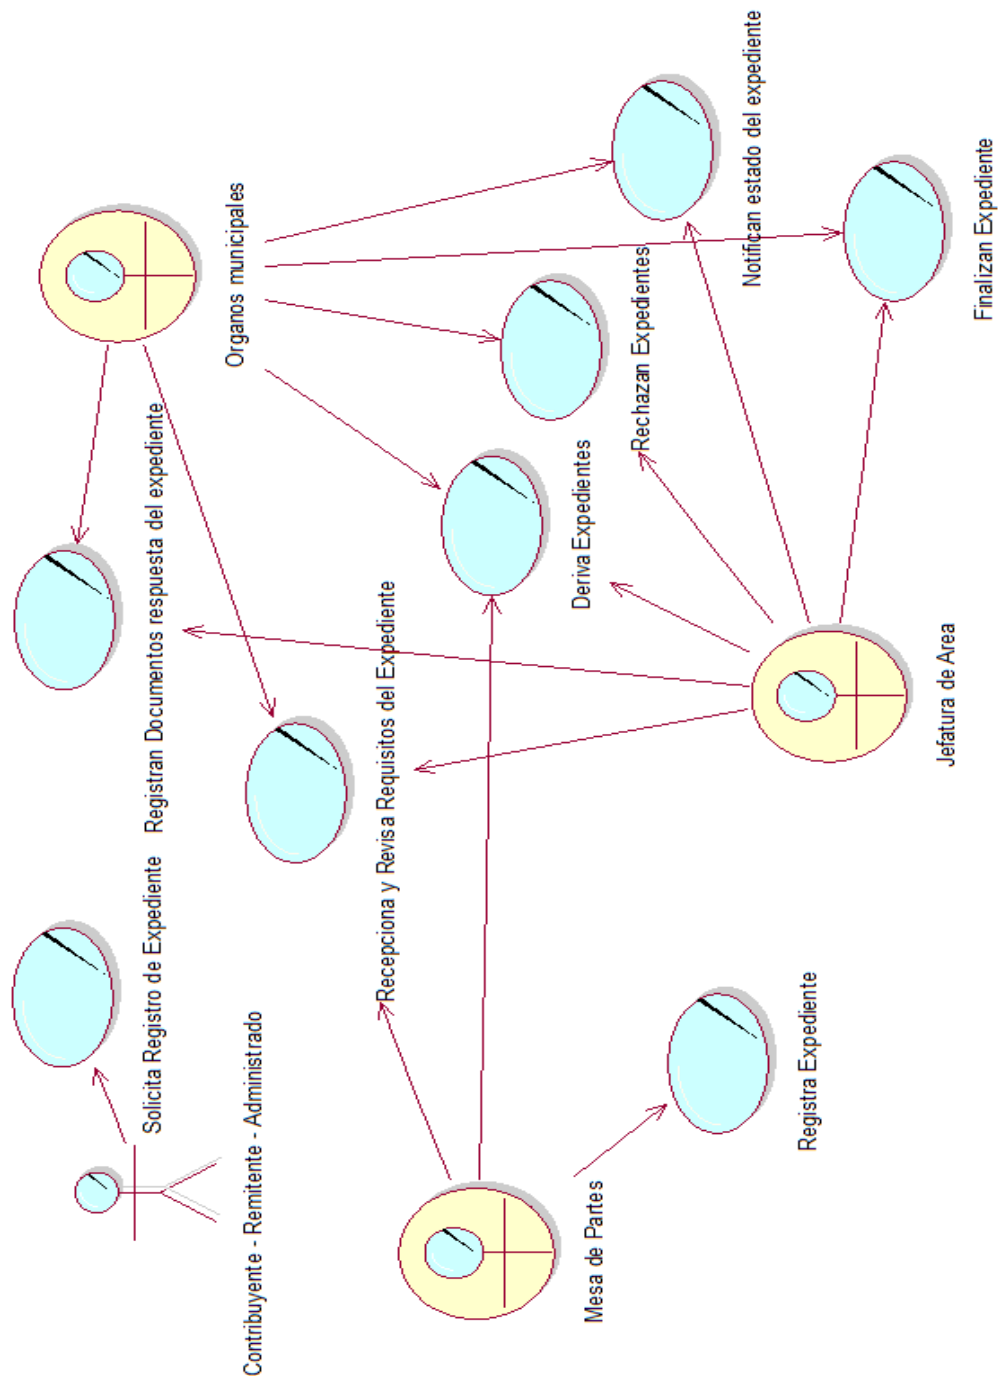 Contribuyente - Remitente - Administrado
Solicita Registro de Expediente
Registran Documentos respuesta del expediente
Organos municipales
Recepciona y Revisa Requisitos del Expediente
Mesa de Partes
Deriva Expedientes
Rechazan Expedientes
Notifican estado del expediente
Registra Expediente
Jefatura de Area
Finalizan Expediente